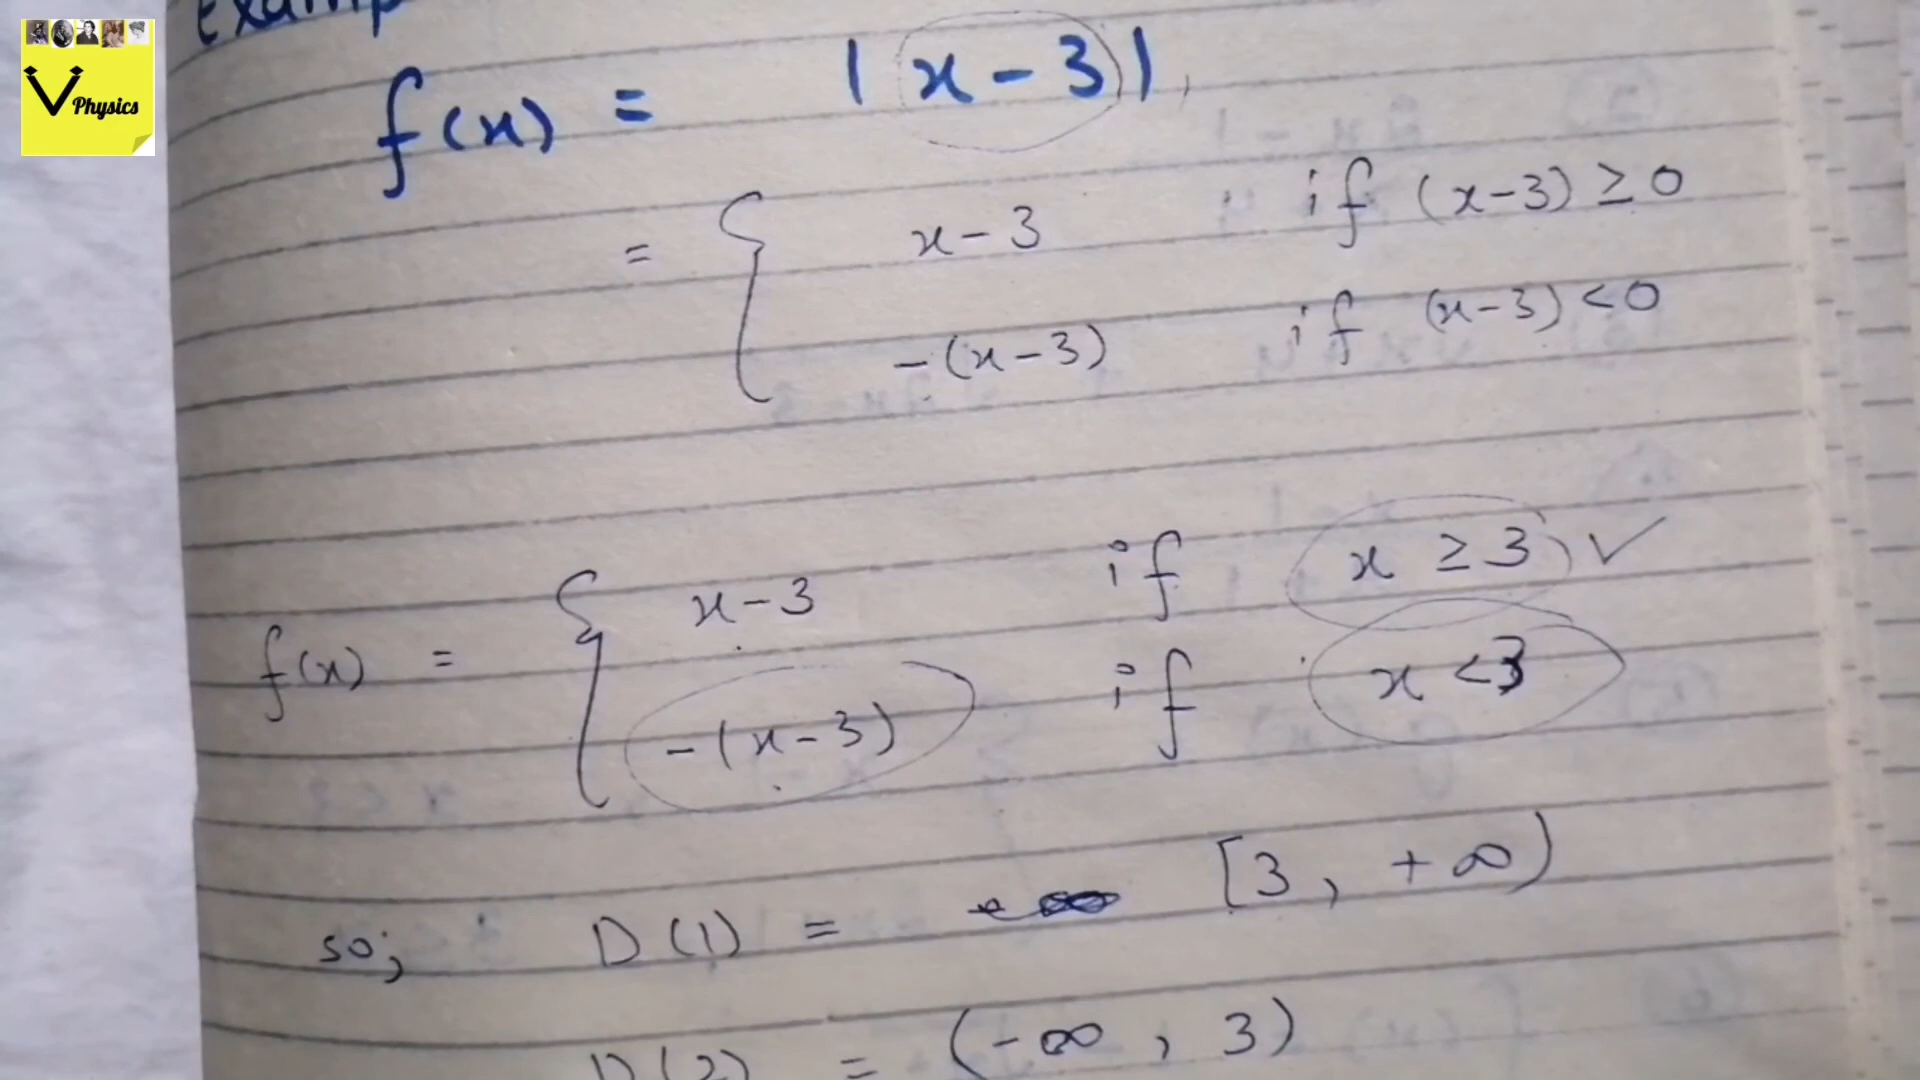 V Physics
Examp
f(x) = |x-3|
= { x-3 if (x-3) ≥ 0
-(x-3) if (x-3) < 0
f(x) = { x-3 if x ≥ 3 ✓
-(x-3) if x < 3
so; D(1) = [3, +∞)
D(2) = (-∞, 3)